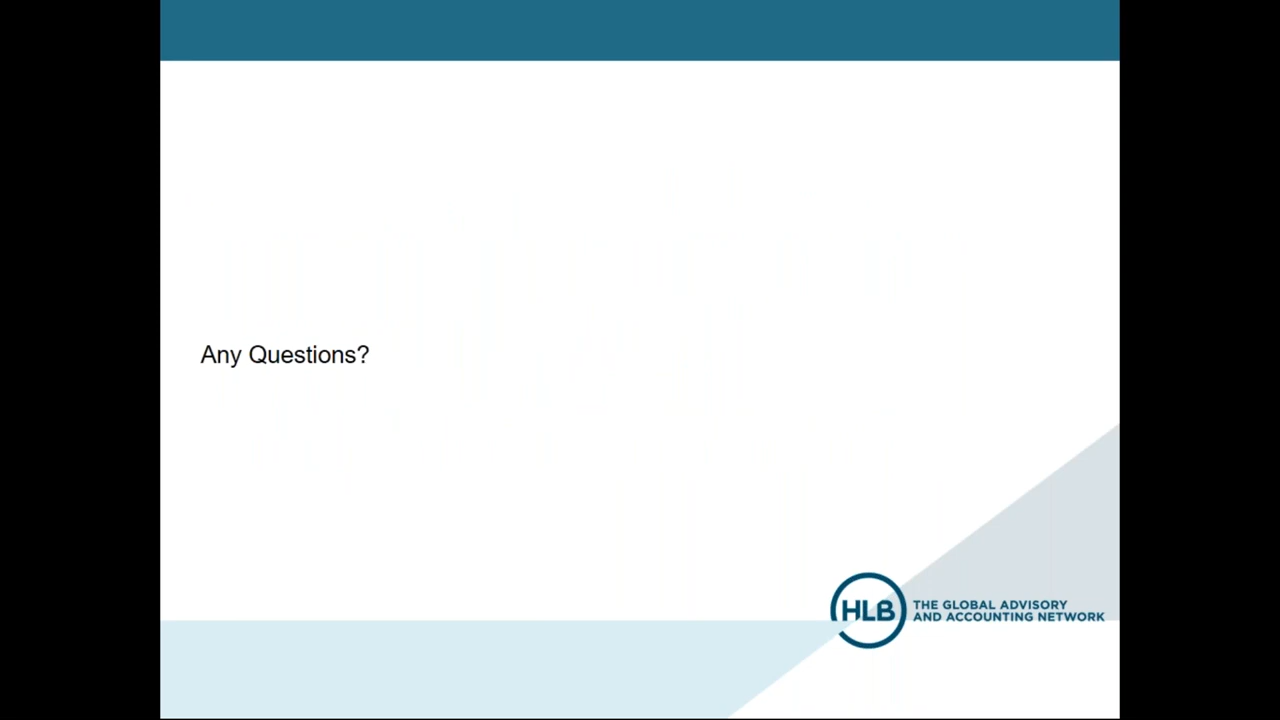 Any Questions?
HLB
THE GLOBAL ADVISORY
AND ACCOUNTING NETWORK